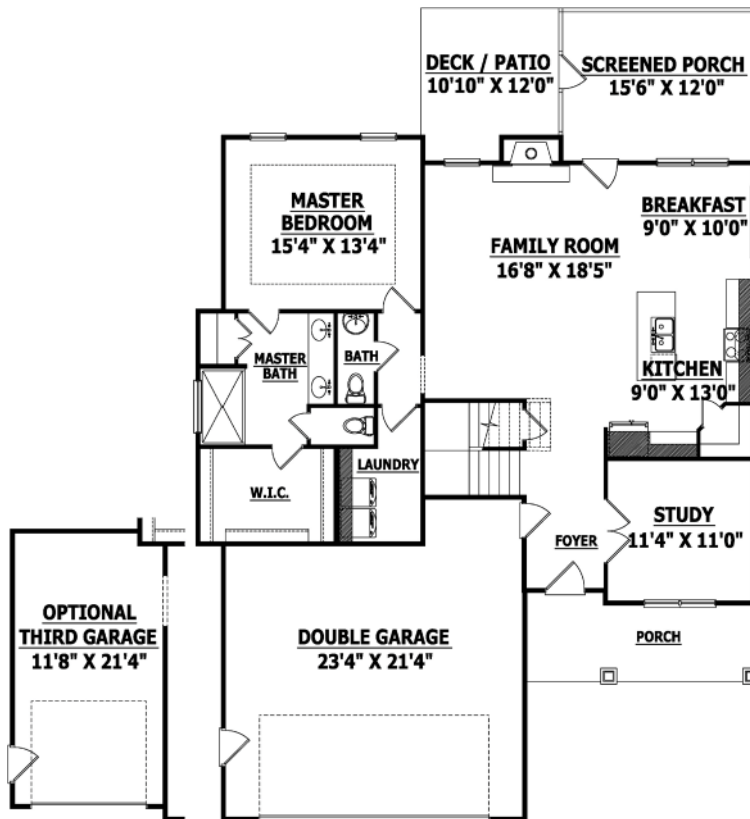 DECK / PATIO
10'10" X 12'0"
SCREENED PORCH
15'6" X 12'0"
MASTER
BEDROOM
15'4" X 13'4"
BREAKFAST
9'0" X 10'0"
FAMILY ROOM
16'8" X 18'5"
MASTER
BATH
BATH
KITCHEN
9'0" X 13'0"
LAUNDRY
W.I.C.
STUDY
11'4" X 11'0"
FOYER
OPTIONAL
THIRD GARAGE
11'8" X 21'4"
DOUBLE GARAGE
23'4" X 21'4"
PORCH